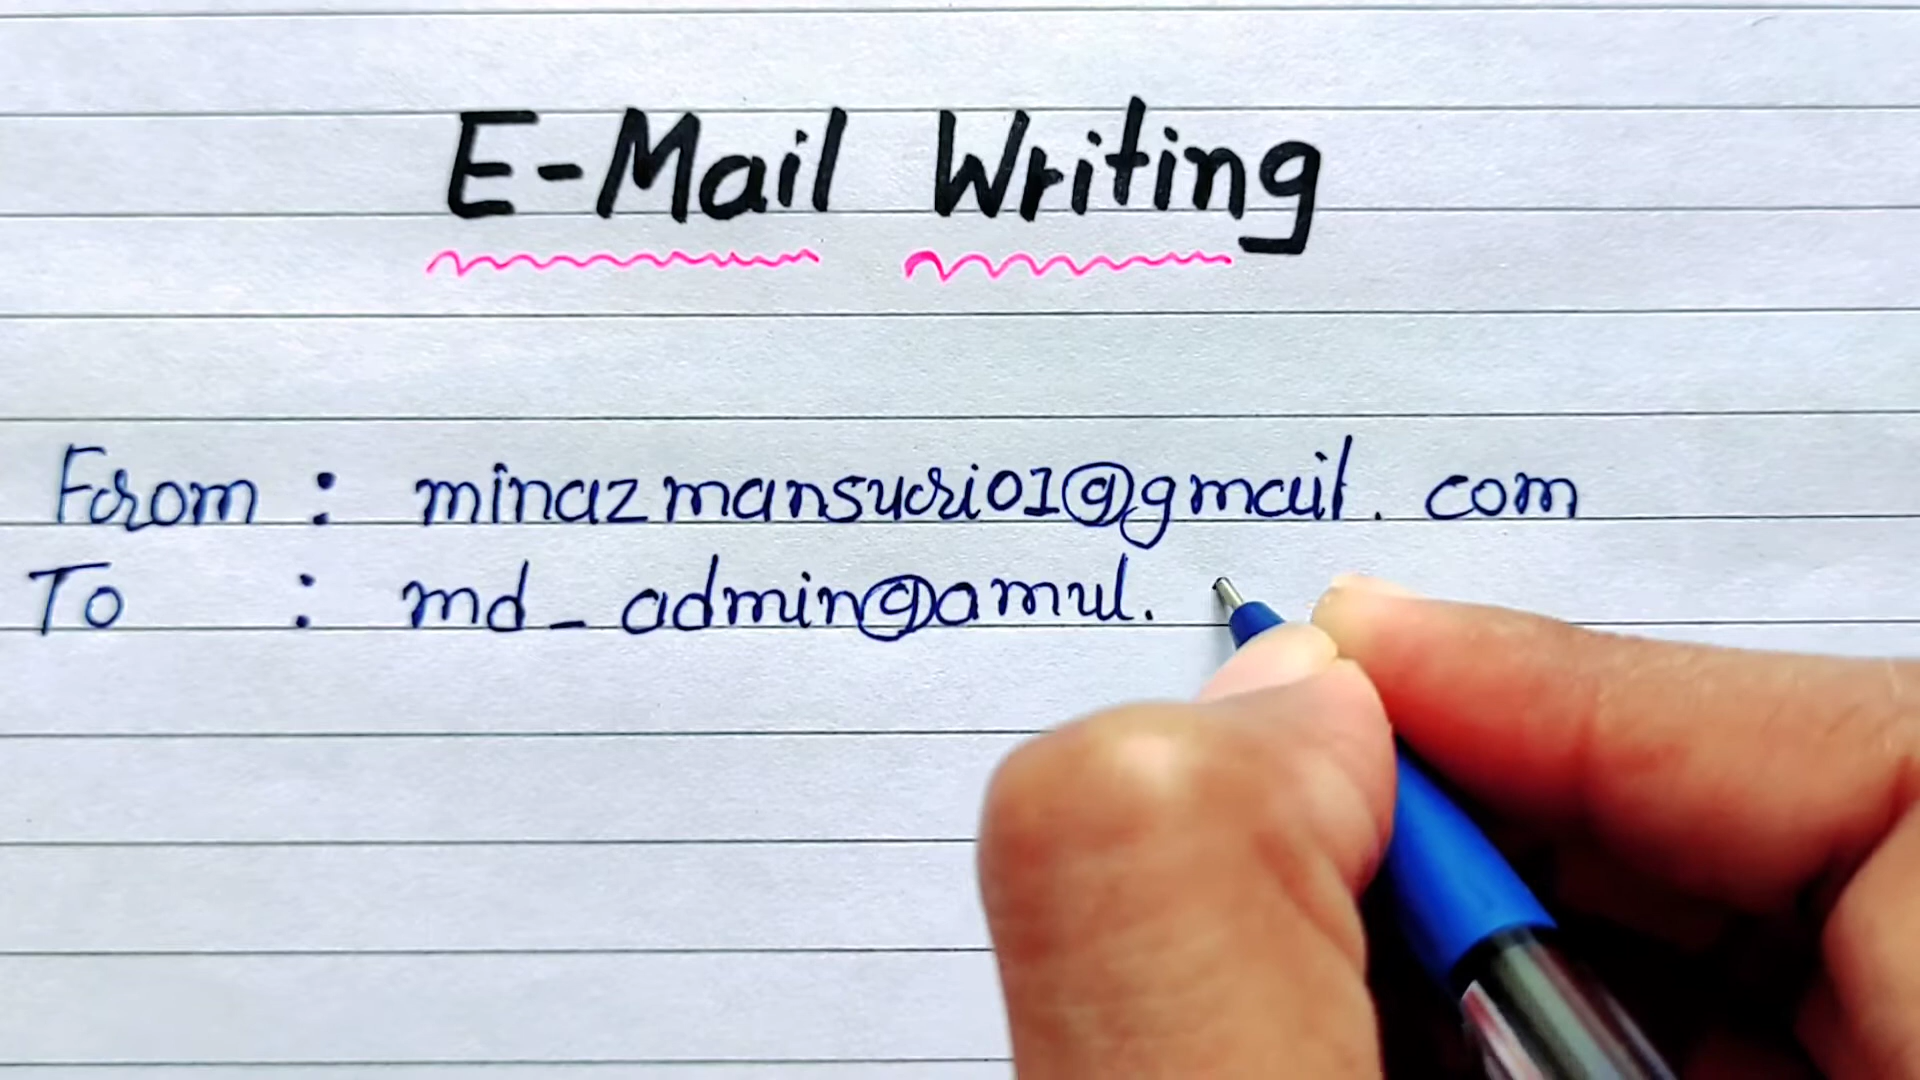 E-Mail Writing
From : minazmansuri01@gmail. com
To : md_admin@amul.